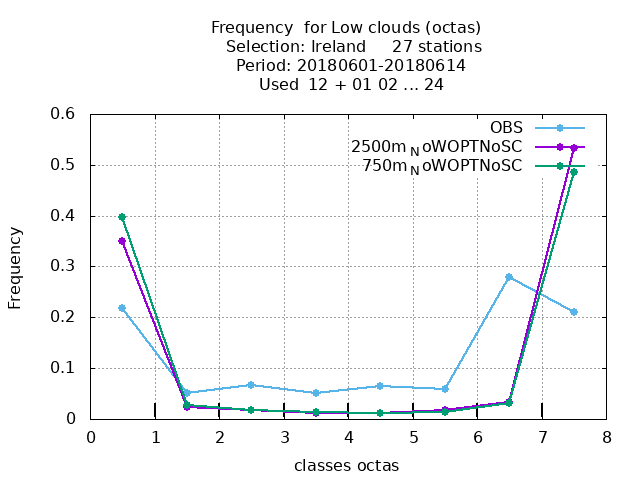 Frequency for Low clouds (octas)
Selection: Ireland 27 stations
Period: 20180601-20180614
Used 12 + 01 02 ... 24
OBS
2500m_NoWOPTNoSC
750m_NoWOPTNoSC
0.6
0.5
0.4
0.3
0.2
0.1
0
Frequency
0 1 2 3 4 5 6 7 8
classes octas